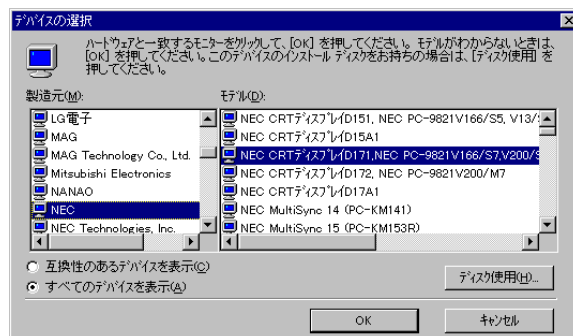 デバイスの選択
ハードウェアと一致するモニターをクリックして、[OK] を押してください。モデルがわからないときは、
[OK] を押してください。このデバイスのインストール ディスクをお持ちの場合は、[ディスク使用] を
押してください。
製造元(M):
モデル(D):
LG電子
MAG
MAG Technology Co., Ltd.
Mitsubishi Electronics
NANAO
NEC
NEC Technologies, Inc.
NEC CRTディスプレイD151, NEC PC-9821V166/S5, V13/
NEC CRTディスプレイD15A1
NEC CRTディスプレイD171,NEC PC-9821V166/S7,V200/S
NEC CRTディスプレイD172, NEC PC-9821V200/M7
NEC CRTディスプレイD17A1
NEC MultiSync 14 (PC-KM141)
NEC MultiSync 15 (PC-KM153R)
互換性のあるデバイスを表示(C)
すべてのデバイスを表示(A)
ディスク使用(H)...
OK
キャンセル